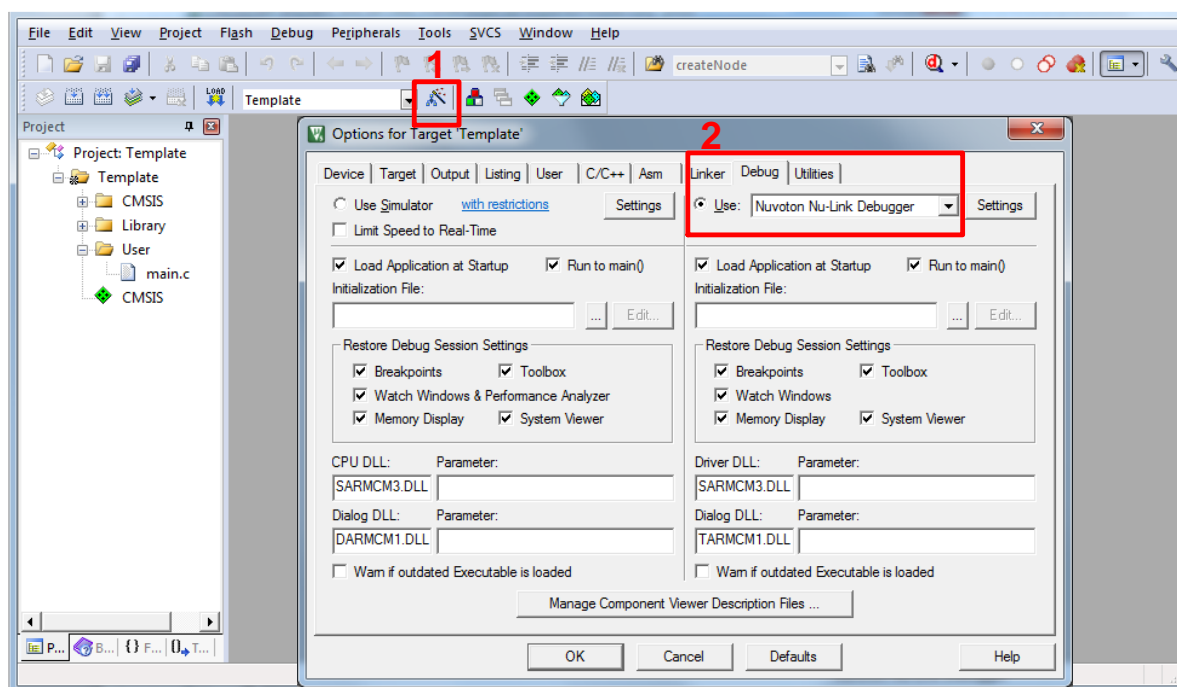 File Edit View Project Flash Debug Peripherals Tools SVCS Window Help
1
createNode
LOAD Template
Project
Project: Template
Template
CMSIS
Library
User
main.c
CMSIS
P... B... {} F... 0 T...
Options for Target 'Template'
2
Device Target Output Listing User C/C++ Asm Linker Debug Utilities
Use Simulator with restrictions Settings
Limit Speed to Real-Time
Load Application at Startup Run to main()
Initialization File:
... Edit...
Restore Debug Session Settings
Breakpoints Toolbox
Watch Windows & Performance Analyzer
Memory Display System Viewer
CPU DLL: Parameter:
SARMCM3.DLL
Dialog DLL: Parameter:
DARMCM1.DLL
Warn if outdated Executable is loaded
Use: Nuvoton Nu-Link Debugger Settings
Load Application at Startup Run to main()
Initialization File:
... Edit...
Restore Debug Session Settings
Breakpoints Toolbox
Watch Windows
Memory Display System Viewer
Driver DLL: Parameter:
SARMCM3.DLL
Dialog DLL: Parameter:
TARMCM1.DLL
Warn if outdated Executable is loaded
Manage Component Viewer Description Files ...
OK Cancel Defaults Help